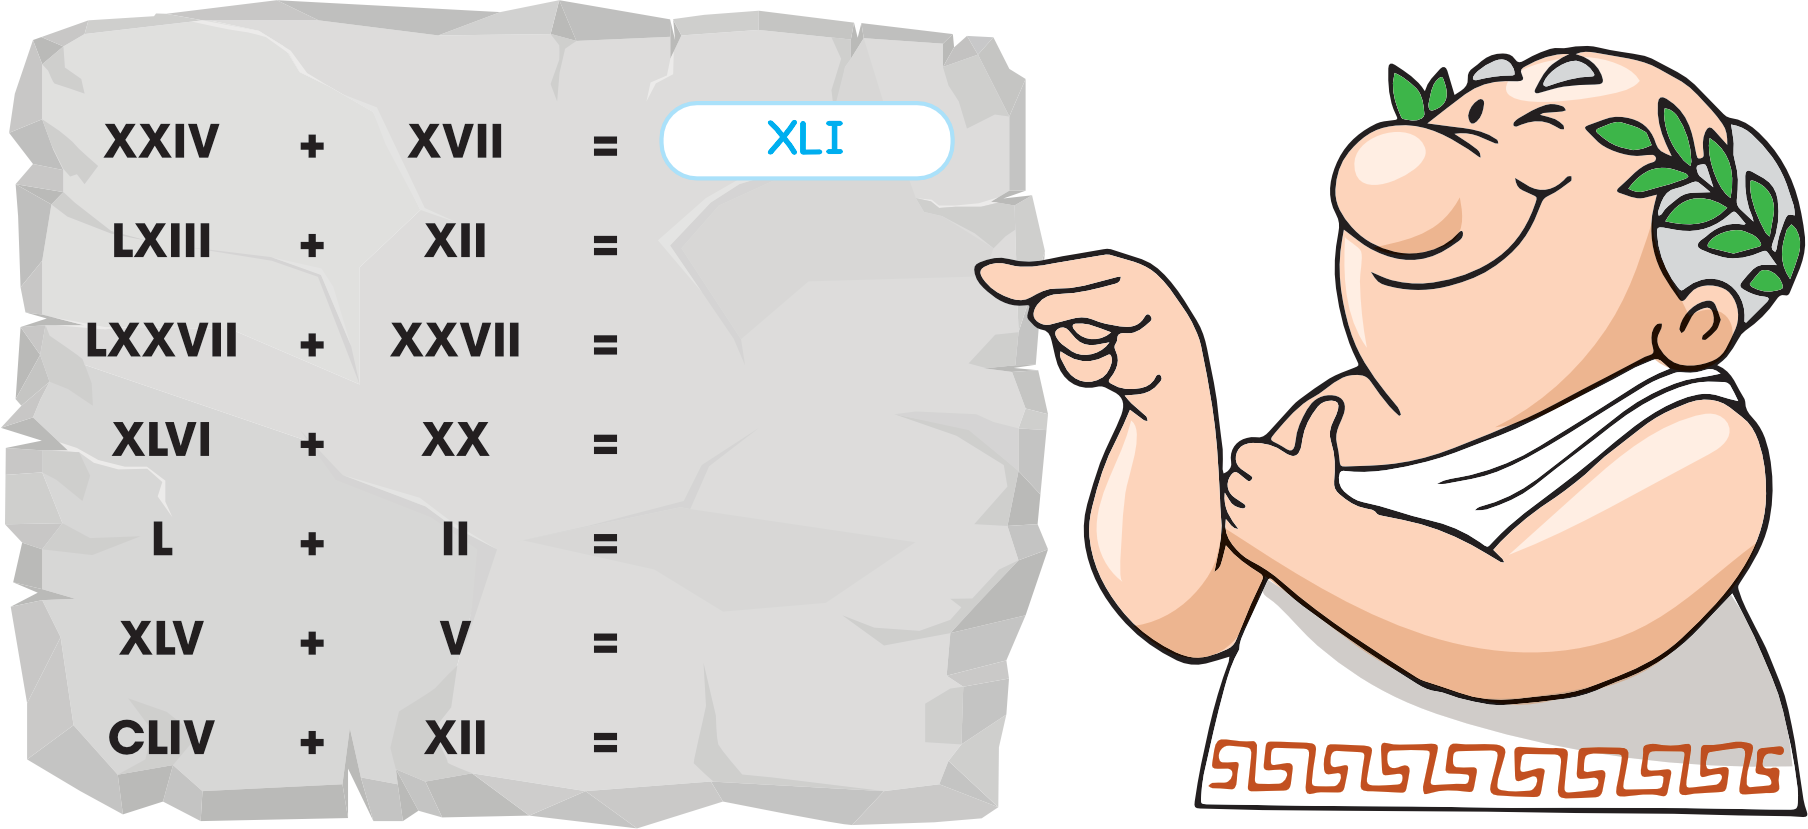 XXIV + XVII = XLI
LXIII + XII =
LXXVII + XXVII =
XLVI + XX =
L + II =
XLV + V =
CLIV + XII =